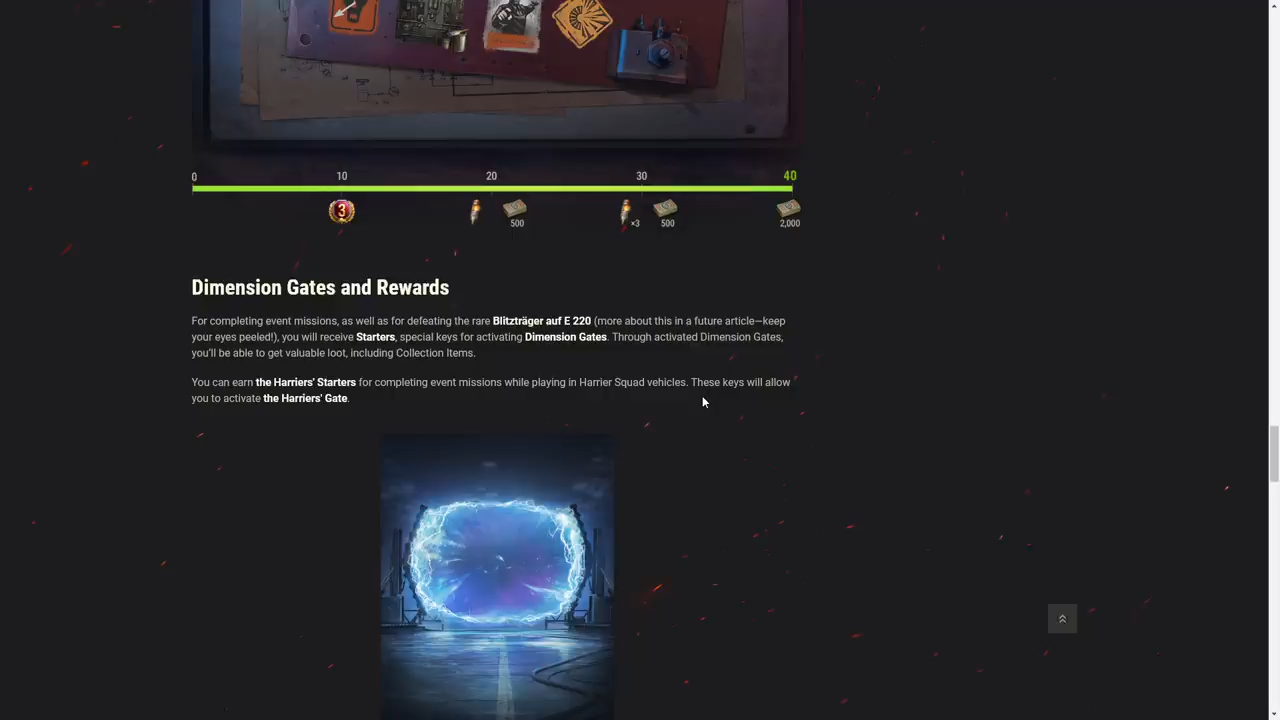 0 10 20 30 40
3
500 ×3 500 2,000
Dimension Gates and Rewards
For completing event missions, as well as for defeating the rare Blitzträger auf E 220 (more about this in a future article—keep
your eyes peeled!), you will receive Starters, special keys for activating Dimension Gates. Through activated Dimension Gates,
you'll be able to get valuable loot, including Collection Items.
You can earn the Harriers' Starters for completing event missions while playing in Harrier Squad vehicles. These keys will allow
you to activate the Harriers' Gate.